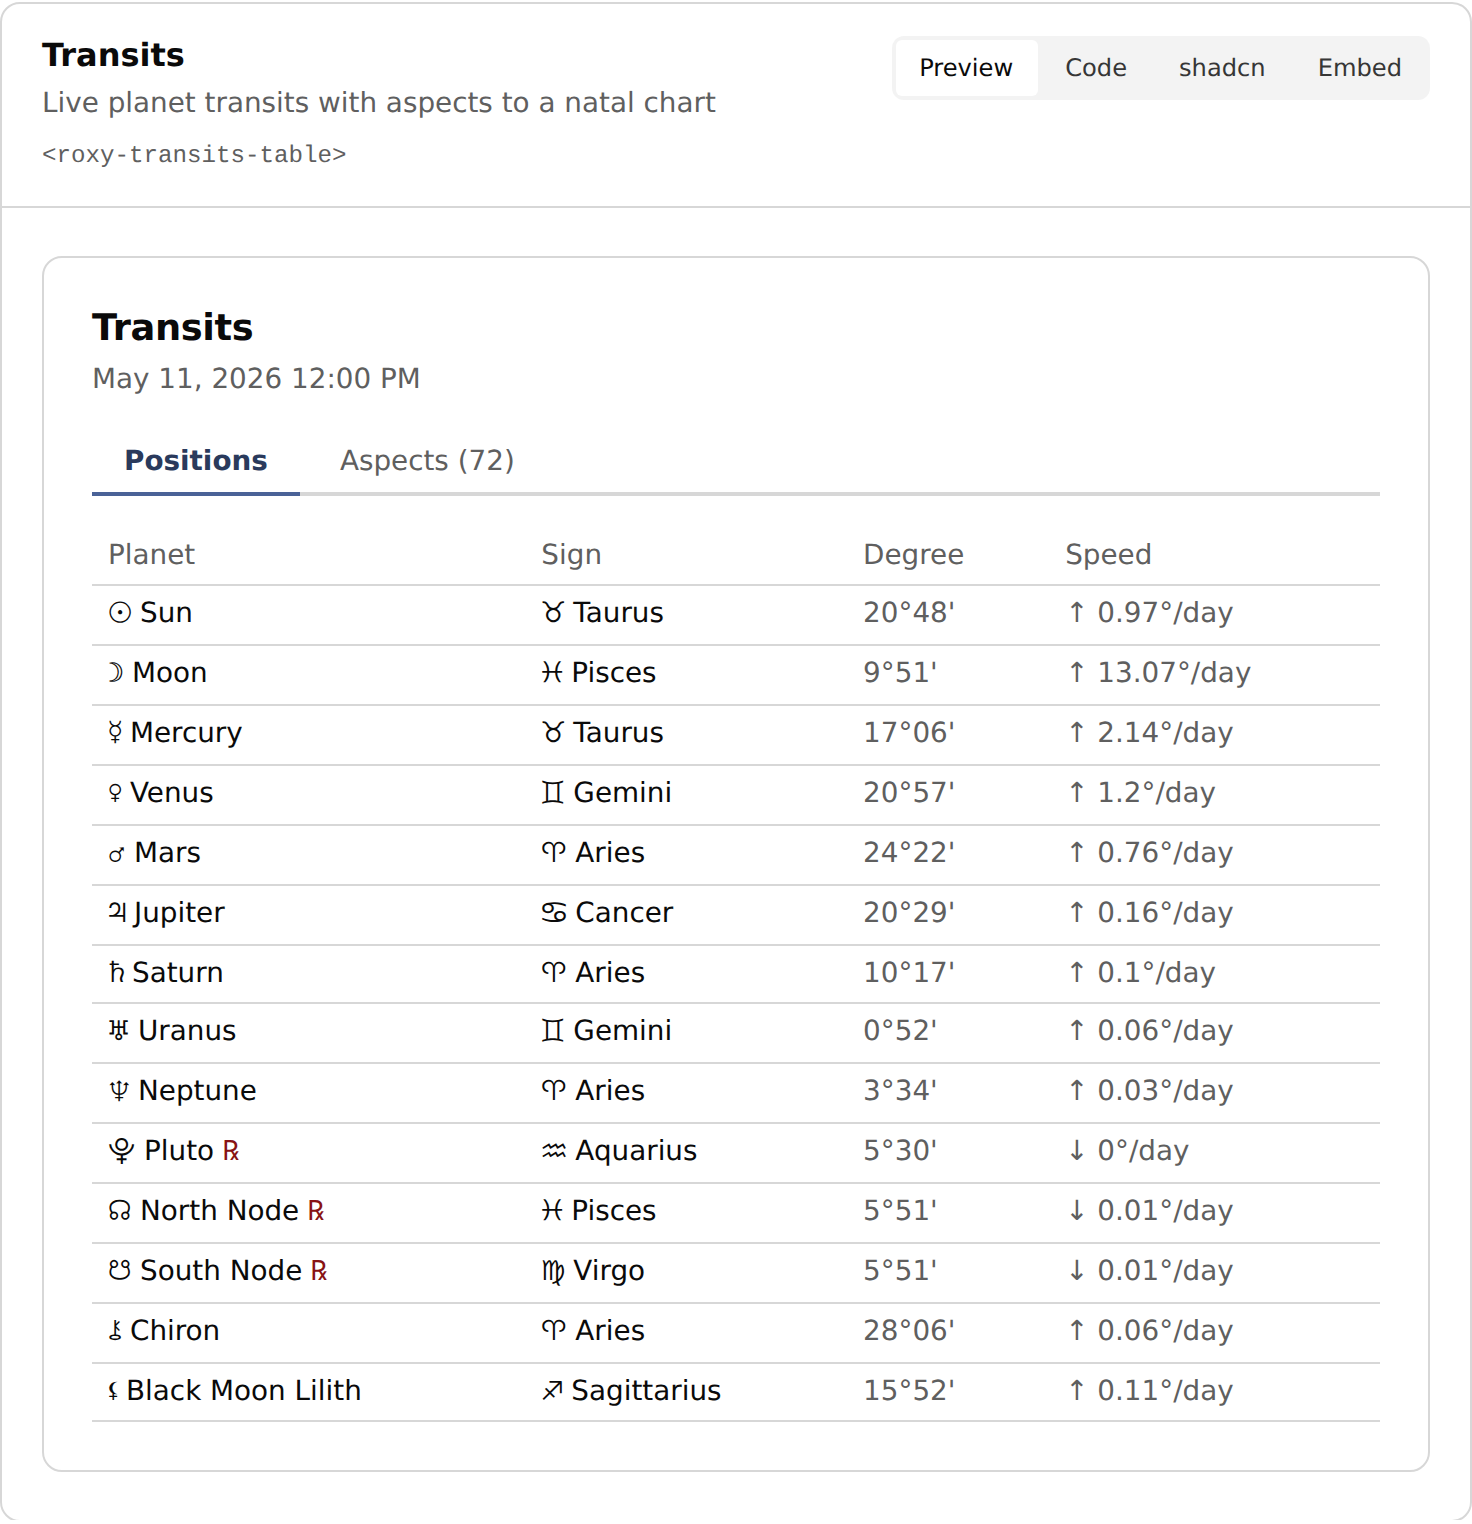 Transits
Live planet transits with aspects to a natal chart
<roxy-transits-table>
Preview Code shadcn Embed
Transits
May 11, 2026 12:00 PM
Positions Aspects (72)
Planet Sign Degree Speed
☉ Sun ♉ Taurus 20°48' ↑ 0.97°/day
☽ Moon ♓ Pisces 9°51' ↑ 13.07°/day
☿ Mercury ♉ Taurus 17°06' ↑ 2.14°/day
♀ Venus ♊ Gemini 20°57' ↑ 1.2°/day
♂ Mars ♈ Aries 24°22' ↑ 0.76°/day
♃ Jupiter ♋ Cancer 20°29' ↑ 0.16°/day
♄ Saturn ♈ Aries 10°17' ↑ 0.1°/day
♅ Uranus ♊ Gemini 0°52' ↑ 0.06°/day
♆ Neptune ♈ Aries 3°34' ↑ 0.03°/day
⯓ Pluto ℞ ♒ Aquarius 5°30' ↓ 0°/day
☊ North Node ℞ ♓ Pisces 5°51' ↓ 0.01°/day
☋ South Node ℞ ♍ Virgo 5°51' ↓ 0.01°/day
⚷ Chiron ♈ Aries 28°06' ↑ 0.06°/day
⚸ Black Moon Lilith ♐ Sagittarius 15°52' ↑ 0.11°/day